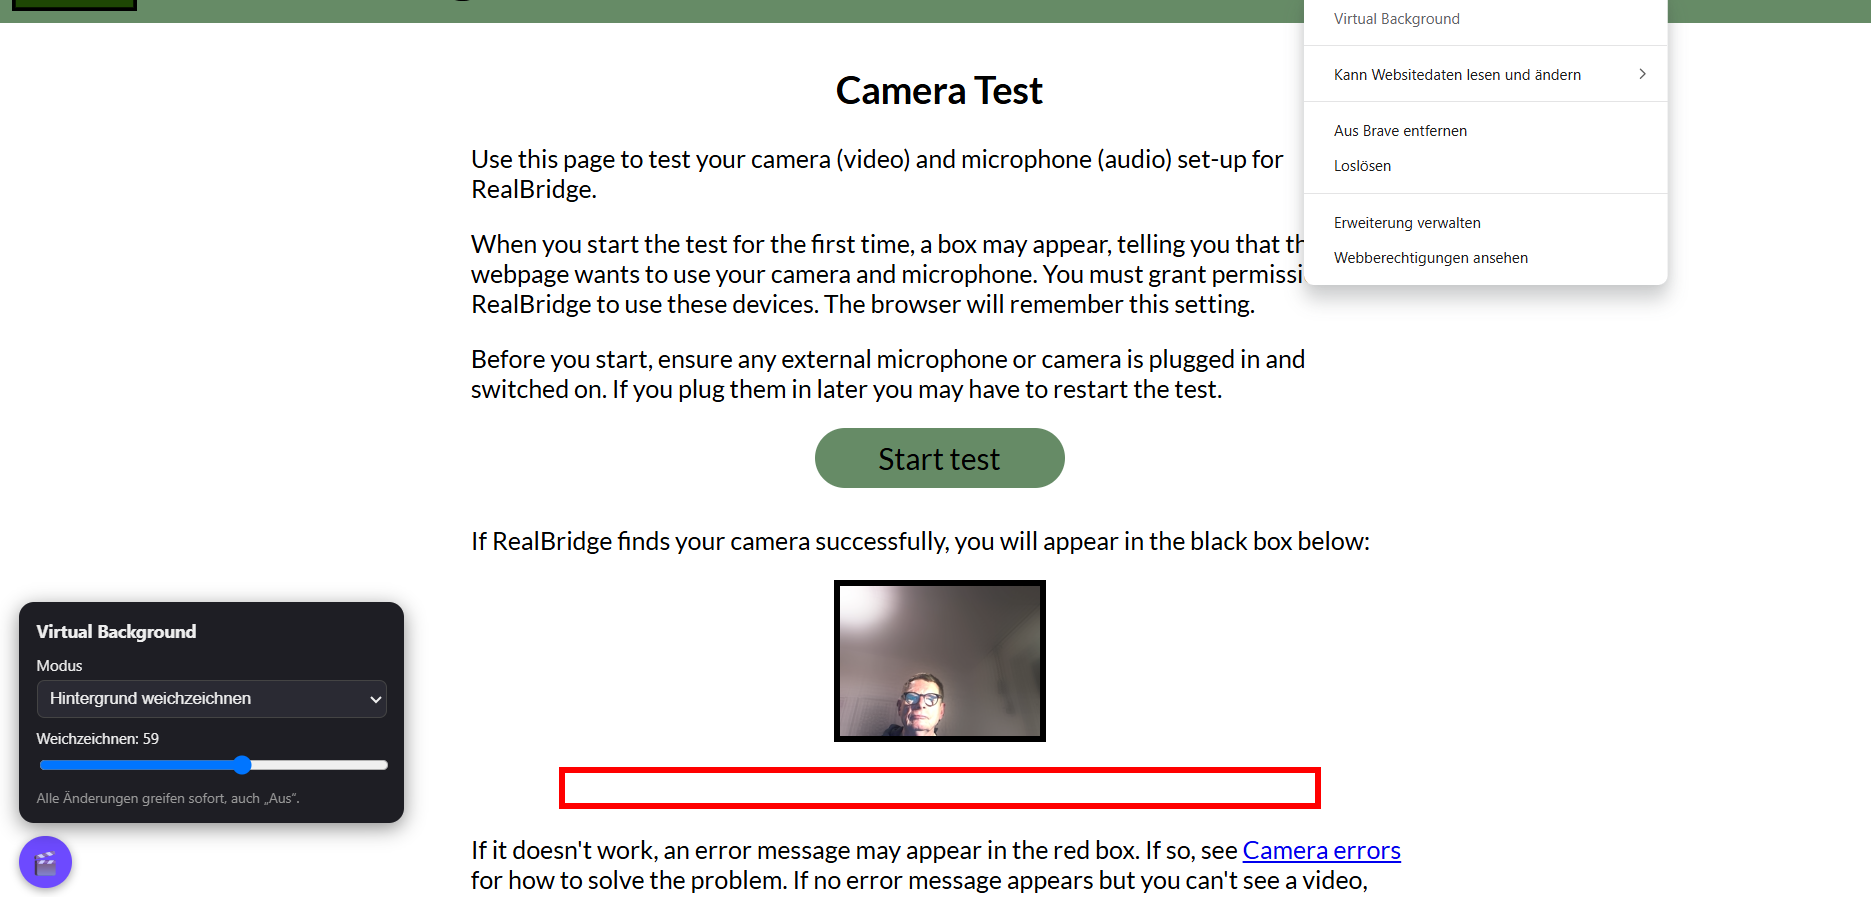 Virtual Background
Kann Websitedaten lesen und ändern
Aus Brave entfernen
Loslösen
Erweiterung verwalten
Webberechtigungen ansehen
Camera Test
Use this page to test your camera (video) and microphone (audio) set-up for
RealBridge.
When you start the test for the first time, a box may appear, telling you that
webpage wants to use your camera and microphone. You must grant
RealBridge to use these devices. The browser will remember this setting.
Before you start, ensure any external microphone or camera is plugged in and
switched on. If you plug them in later you may have to restart the test.
Start test
If RealBridge finds your camera successfully, you will appear in the black box below:
Virtual Background
Modus
Hintergrund weichzeichnen
Weichzeichnen: 59
Alle Änderungen greifen sofort, auch „Aus“.
If it doesn't work, an error message may appear in the red box. If so, see Camera errors
for how to solve the problem. If no error message appears but you can't see a video,